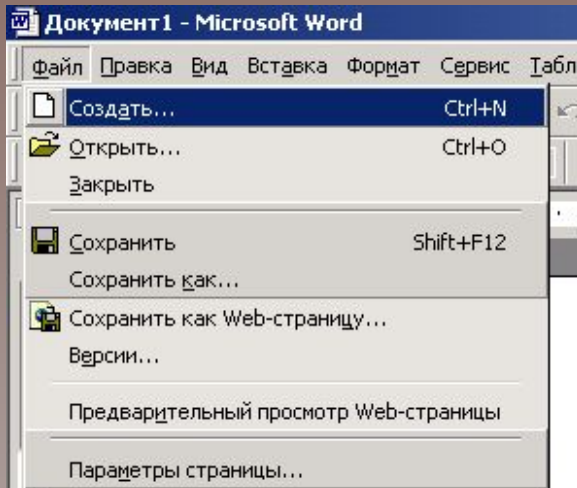 Документ1 - Microsoft Word
Файл Правка Вид Вставка Формат Сервис Табл
Создать... Ctrl+N
Открыть... Ctrl+O
Закрыть
Сохранить Shift+F12
Сохранить как...
Сохранить как Web-страницу...
Версии...
Предварительный просмотр Web-страницы
Параметры страницы...